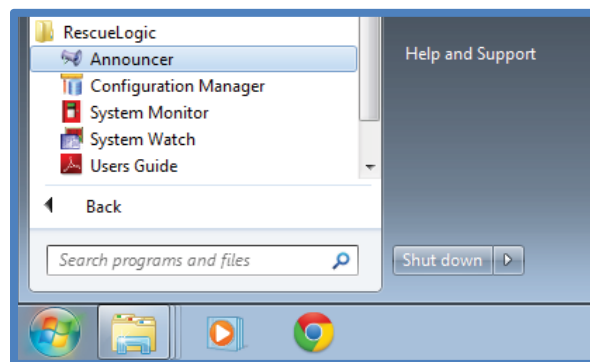 RescueLogic
Announcer
Configuration Manager
System Monitor
System Watch
Users Guide
Back
Search programs and files
Help and Support
Shut down